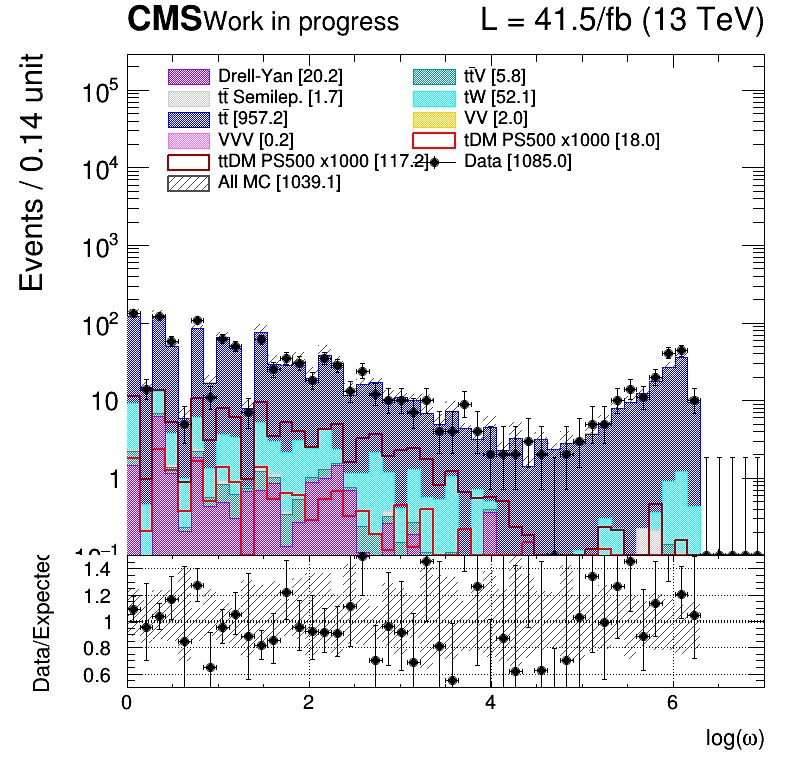 CMS Work in progress L = 41.5/fb (13 TeV)
Events / 0.14 unit
Drell-Yan [20.2] tt̄V [5.8]
tt̄ Semilep. [1.7] tW [52.1]
tt̄ [957.2] VV [2.0]
VVV [0.2] tDM PS500 x1000 [18.0]
ttDM PS500 x1000 [117.2] Data [1085.0]
All MC [1039.1]
10⁵
10⁴
10³
10²
10
1
10⁻¹
Data/Expected
1.4
1.2
1
0.8
0.6
0 2 4 6
log(ω)